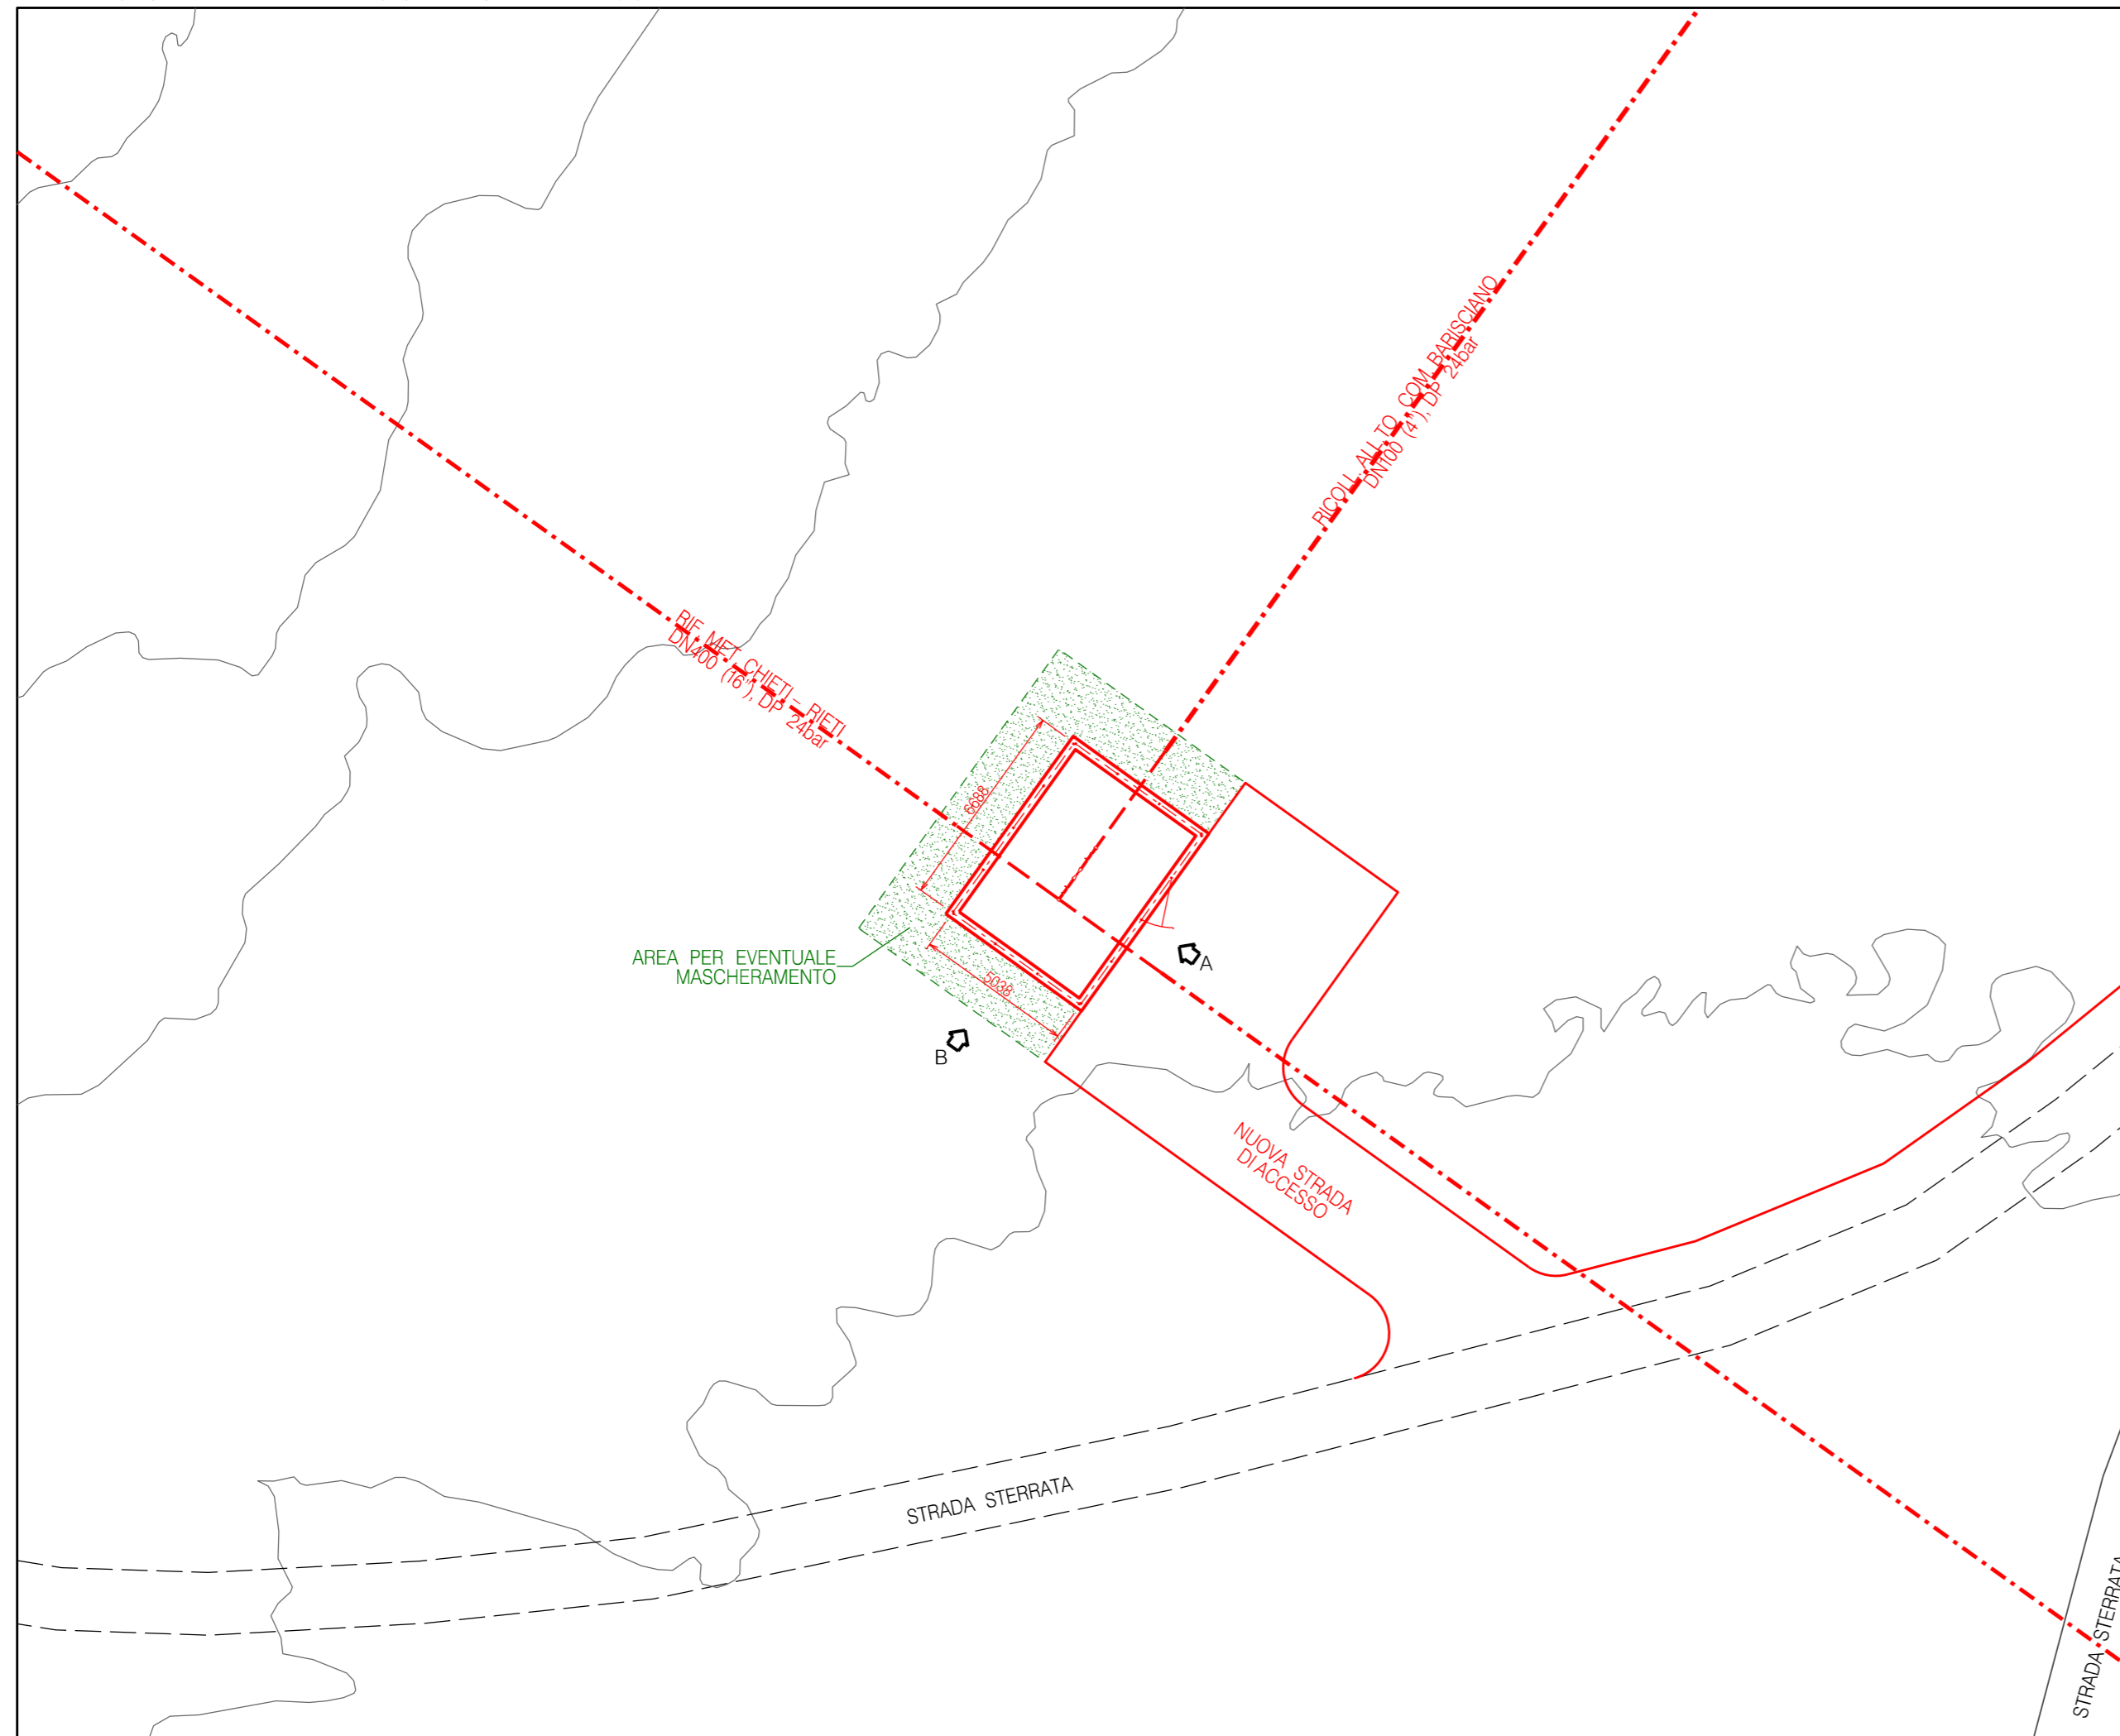 RICOLL. ALL.TO COM. BARISCIANO
DN100 (4"), DP 24bar
RIF. MET. CHIETI - RIETI
DN400 (16"), DP 24bar
6688
AREA PER EVENTUALE
MASCHERAMENTO
5038
A
B
NUOVA STRADA
DI ACCESSO
STRADA STERRATA
STRADA STERRATA